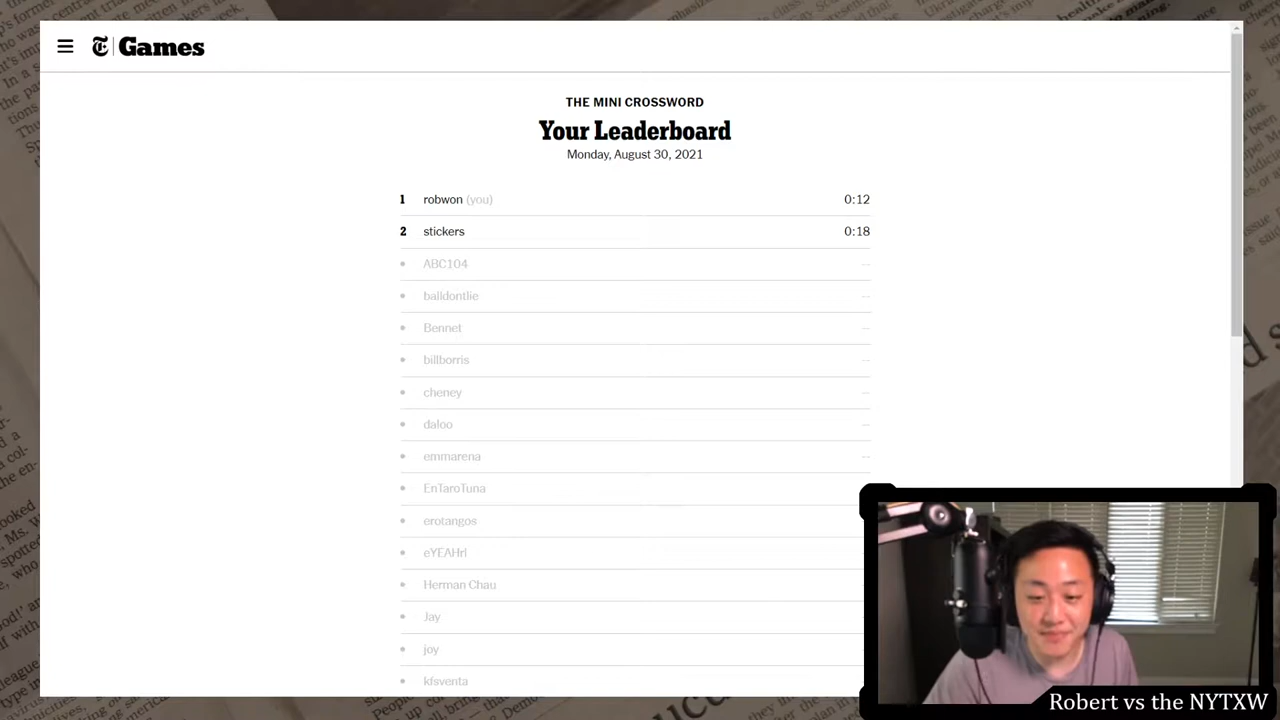 T Games
THE MINI CROSSWORD
Your Leaderboard
Monday, August 30, 2021
1 robwon (you) 0:12
2 stickers 0:18
• ABC104 --
• balldontlie --
• Bennet --
• billborris --
• cheney --
• daloo --
• emmarena --
• EnTaroTuna
• erotangos
• eYEAHrl
• Herman Chau
• Jay
• joy
• kfsventa
Robert vs the NYTXW